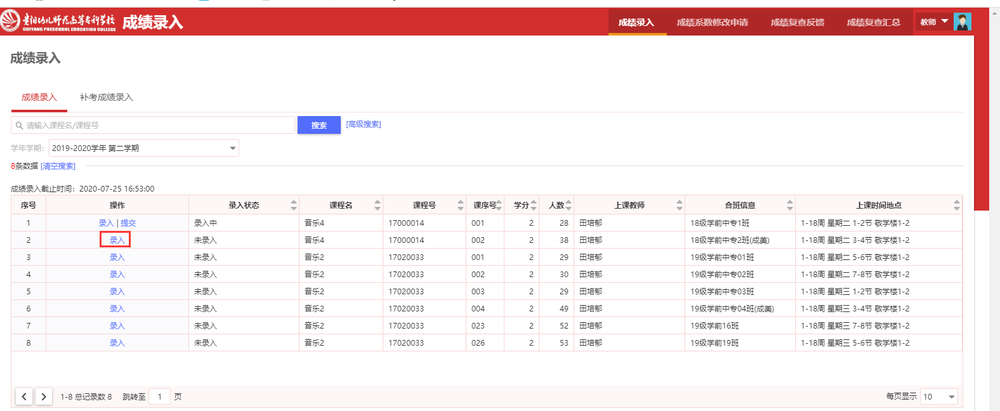 贵阳幼儿师范高等专科学校
GUIYANG PRESCHOOL EDUCATION COLLEGE
成绩录入
成绩录入 成绩系数修改申请 成绩复查反馈 成绩复查汇总 教师
成绩录入
成绩录入 补考成绩录入
请输入课程名/课程号 搜索 [高级搜索]
学年学期: 2019-2020学年 第二学期
8条数据 [清空搜索]
成绩录入截止时间: 2020-07-25 16:53:00
序号 操作 录入状态 课程名 课程号 课序号 学分 人数 上课教师 合班信息 上课时间地点
1 录入 | 提交 录入中 音乐4 17000014 001 2 28 田培郁 18级学前中专1班 1-18周 星期二 1-2节 敬学楼1-2
2 录入 未录入 音乐4 17000014 002 2 38 田培郁 18级学前中专2班(成美) 1-18周 星期二 3-4节 敬学楼1-2
3 录入 未录入 音乐2 17020033 001 2 29 田培郁 19级学前中专01班 1-18周 星期二 5-6节 敬学楼1-2
4 录入 未录入 音乐2 17020033 002 2 30 田培郁 19级学前中专02班 1-18周 星期二 7-8节 敬学楼1-2
5 录入 未录入 音乐2 17020033 003 2 29 田培郁 19级学前中专03班 1-18周 星期三 1-2节 敬学楼1-2
6 录入 未录入 音乐2 17020033 004 2 49 田培郁 19级学前中专04班(成美) 1-18周 星期三 3-4节 敬学楼1-2
7 录入 未录入 音乐2 17020033 023 2 52 田培郁 19级学前16班 1-18周 星期三 7-8节 敬学楼1-2
8 录入 未录入 音乐2 17020033 026 2 53 田培郁 19级学前19班 1-18周 星期三 5-6节 敬学楼1-2
1-8 总记录数 8 跳转至 1 页 每页显示 10